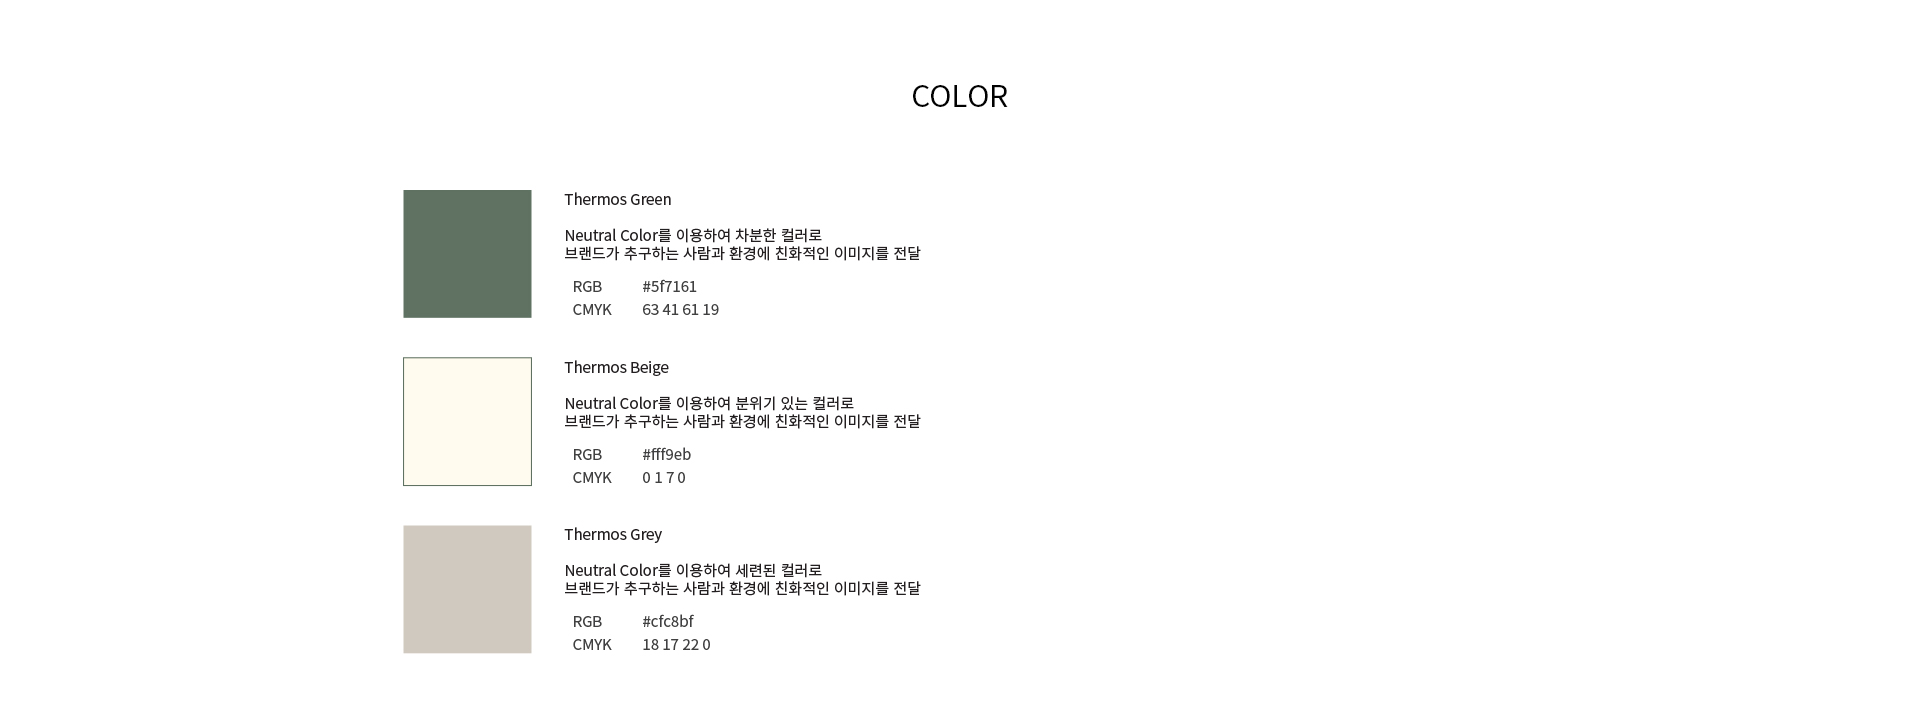 COLOR
Thermos Green
Neutral Color를 이용하여 차분한 컬러로
브랜드가 추구하는 사람과 환경에 친화적인 이미지를 전달
RGB #5f7161
CMYK 63 41 61 19
Thermos Beige
Neutral Color를 이용하여 분위기 있는 컬러로
브랜드가 추구하는 사람과 환경에 친화적인 이미지를 전달
RGB #fff9eb
CMYK 0 1 7 0
Thermos Grey
Neutral Color를 이용하여 세련된 컬러로
브랜드가 추구하는 사람과 환경에 친화적인 이미지를 전달
RGB #cfc8bf
CMYK 18 17 22 0